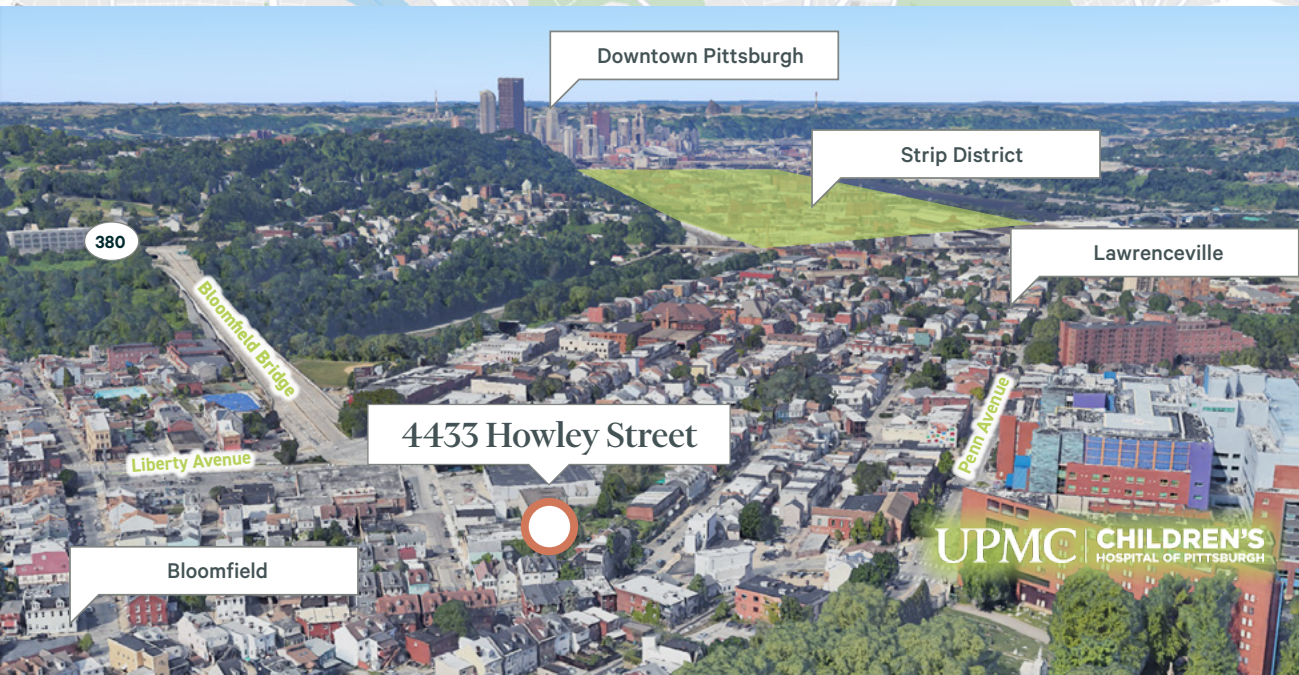 Downtown Pittsburgh
Strip District
Lawrenceville
380
Bloomfield Bridge
4433 Howley Street
Penn Avenue
Liberty Avenue
UPMC | CHILDREN'S
HOSPITAL OF PITTSBURGH
Bloomfield